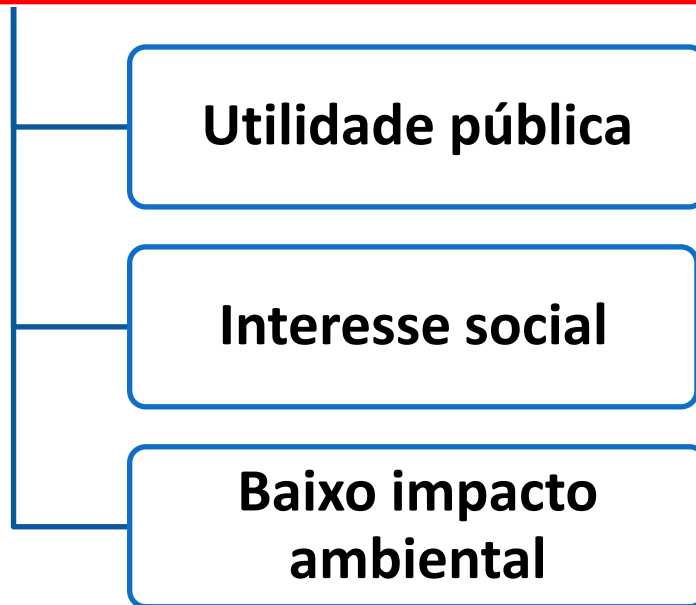 Utilidade pública
Interesse social
Baixo impacto
ambiental